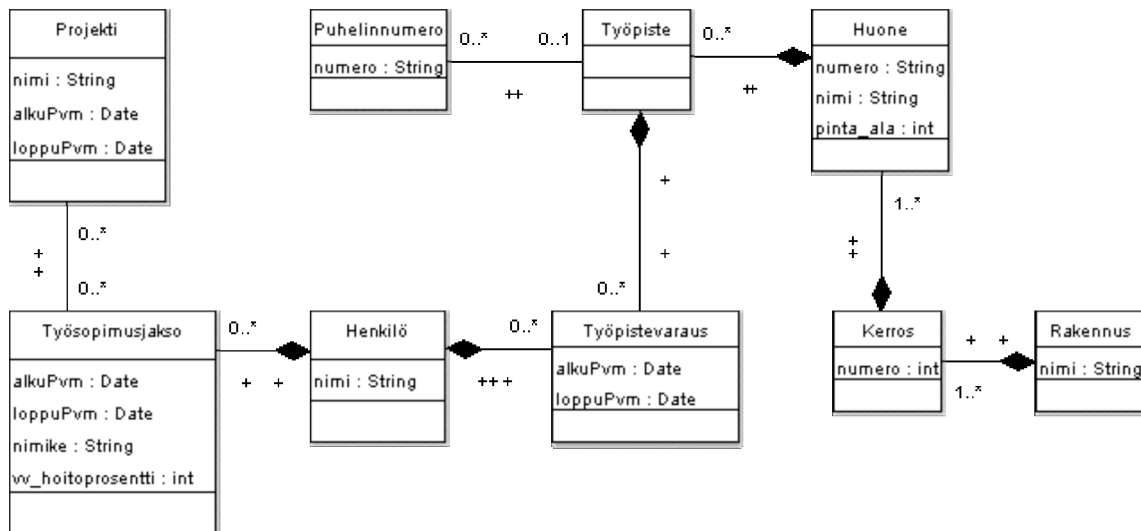 Projekti
nimi : String
alkuPvm : Date
loppuPvm : Date
Puhelinnumero
numero : String
0..*
0..1
++
Työpiste
0..*
++
Huone
numero : String
nimi : String
pinta_ala : int
0..*
+
+
0..*
+
+
0..*
1..*
+
+
Työsopimusjakso
alkuPvm : Date
loppuPvm : Date
nimike : String
vv_hoitoprosentti : int
0..*
+ +
Henkilö
nimi : String
0..*
+++
Työpistevaraus
alkuPvm : Date
loppuPvm : Date
Kerros
numero : int
+ +
1..*
Rakennus
nimi : String